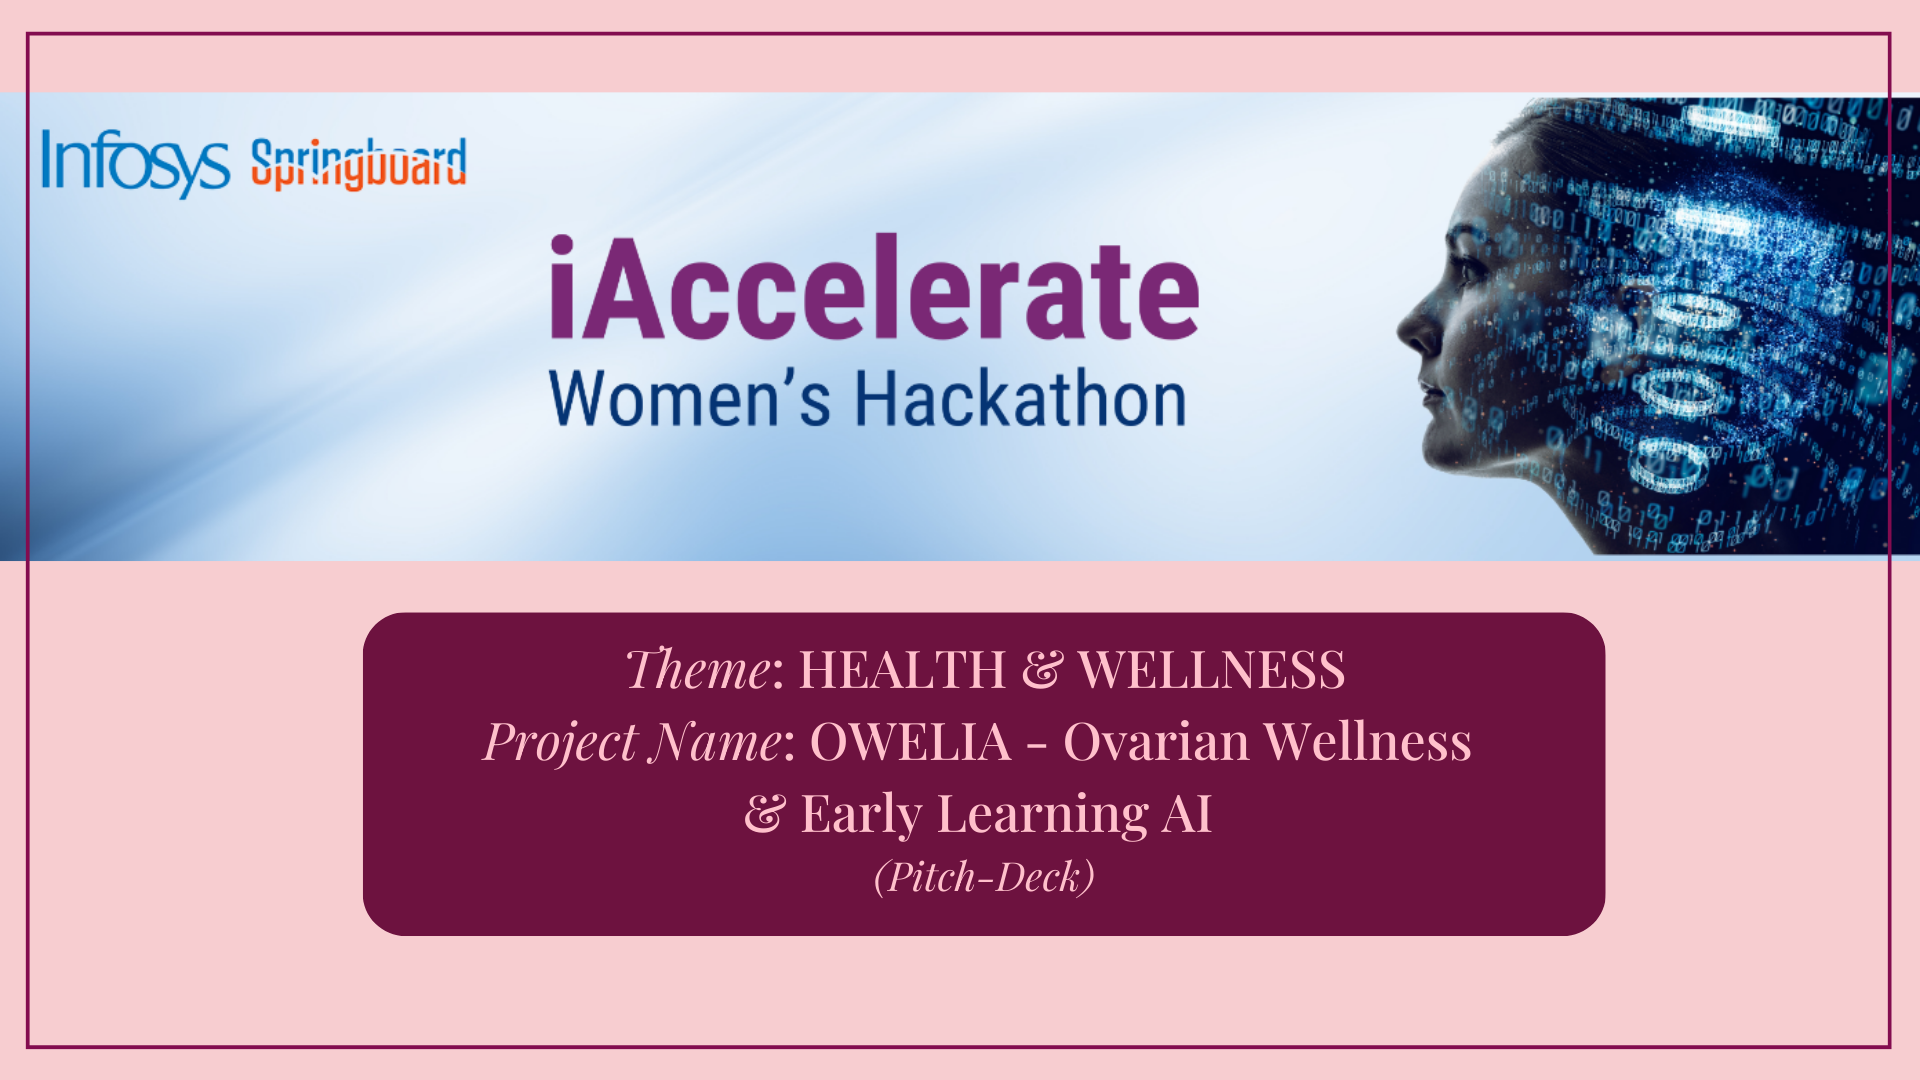 Infosys Springboard
iAccelerate
Women's Hackathon
Theme: HEALTH & WELLNESS
Project Name: OWELIA - Ovarian Wellness
& Early Learning AI
(Pitch-Deck)